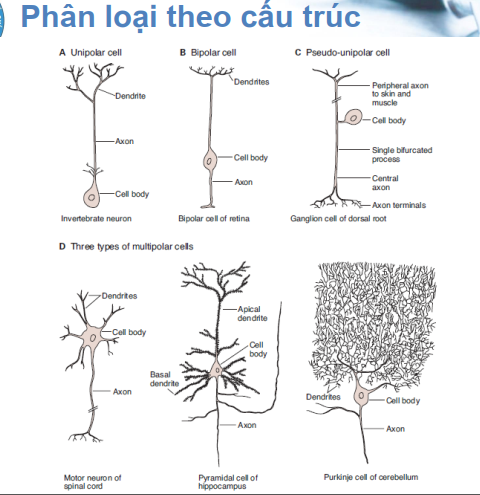 Phân loại theo cấu trúc
A Unipolar cell
Dendrite
Axon
Cell body
Invertebrate neuron
B Bipolar cell
Dendrites
Cell body
Axon
Bipolar cell of retina
C Pseudo-unipolar cell
Peripheral axon
to skin and
muscle
Cell body
Single bifurcated
process
Central
axon
Axon terminals
Ganglion cell of dorsal root
D Three types of multipolar cells
Dendrites
Cell body
Axon
Motor neuron of
spinal cord
Apical
dendrite
Cell
body
Basal
dendrite
Axon
Pyramidal cell of
hippocampus
Dendrites
Cell body
Axon
Purkinje cell of cerebellum